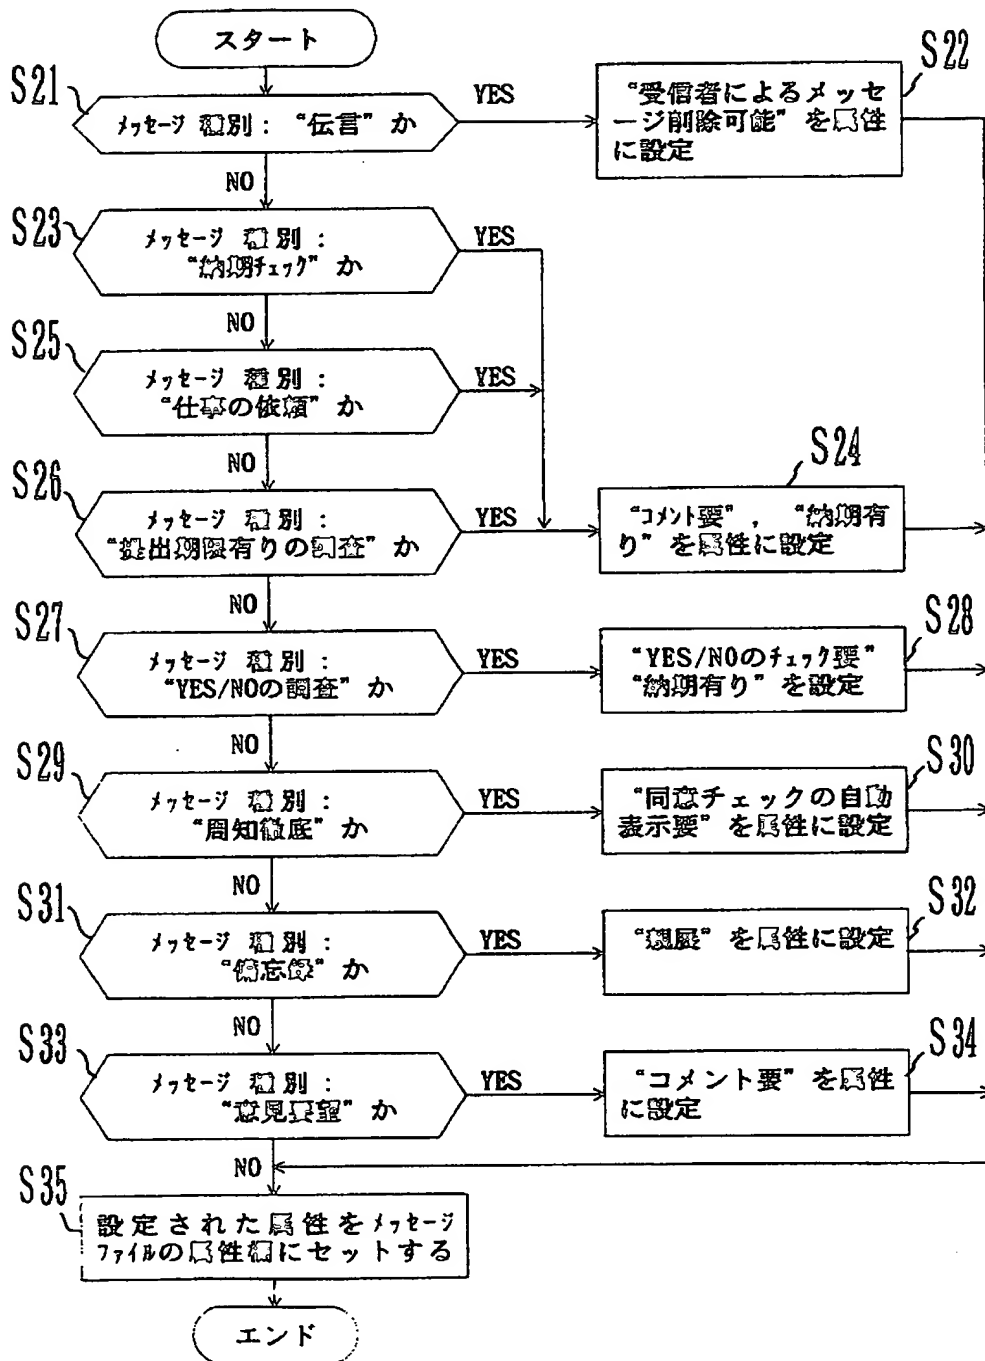 スタート
S21
メッセージ 種別： “伝言” か
YES
S22
“受信者によるメッセ
ージ削除可能” を属性
に設定
NO
S23
メッセージ 種別：
“納期チェック” か
YES
NO
S25
メッセージ 種別：
“仕事の依頼” か
YES
NO
S26
メッセージ 種別：
“提出期限有りの調査” か
YES
S24
“コメント要”， “納期有
り” を属性に設定
NO
S27
メッセージ 種別：
“YES/NOの調査” か
YES
S28
“YES/NOのチェック要”
“納期有り” を設定
NO
S29
メッセージ 種別：
“周知徹底” か
YES
S30
“同意チェックの自動
表示要” を属性に設定
NO
S31
メッセージ 種別：
“備忘録” か
YES
S32
“親展” を属性に設定
NO
S33
メッセージ 種別：
“意見要望” か
YES
S34
“コメント要” を属性
に設定
NO
S35
設定された属性をメッセージ
ファイルの属性欄にセットする
エンド